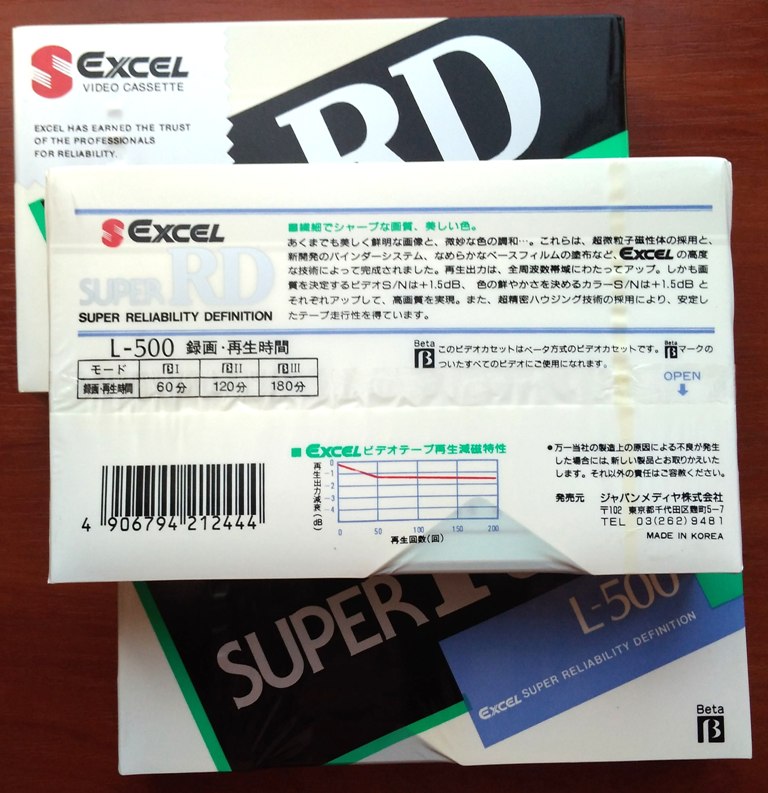 EXCEL
VIDEO CASSETTE
EXCEL HAS EARNED THE TRUST
OF THE PROFESSIONALS
FOR RELIABILITY.
RD
EXCEL
SUPER RD
SUPER RELIABILITY DEFINITION
■繊細でシャープな画質、美しい色。
あくまでも美しく鮮明な画像と、微妙な色の調和…。これらは、超微粒子磁性体の採用と、
新開発のバインダーシステム、なめらかなベースフィルムの塗布など、EXCELの高度
な技術によって完成されました。再生出力は、全周波数帯域にわたってアップ。しかも画
質を決定するビデオS/Nは+1.5dB、色の鮮やかさを決めるカラーS/Nは+1.5dBと
それぞれアップして、高画質を実現。また、超精密ハウジング技術の採用により、安定し
たテープ走行性を得ています。
L-500 録画・再生時間
モード βI βII βIII
録画・再生時間 60分 120分 180分
Beta β このビデオカセットはベータ方式のビデオカセットです。βマークの
ついたすべてのビデオにご使用になれます。
OPEN
■EXCELビデオテープ再生減磁特性
再生出力減衰(dB)
0
-1
-2
-3
-4
0 50 100 150 200
再生回数(回)
4 906794 212444
●万一当社の製造上の原因による不良が発生
した場合には、新しい製品とお取りかえいた
します。それ以外の責任はご容赦ください。
発売元 ジャパンメディヤ株式会社
〒102 東京都千代田区麹町5-7
TEL 03(262)9481
MADE IN KOREA
SUPER
L-500
EXCEL SUPER RELIABILITY DEFINITION
Beta
β